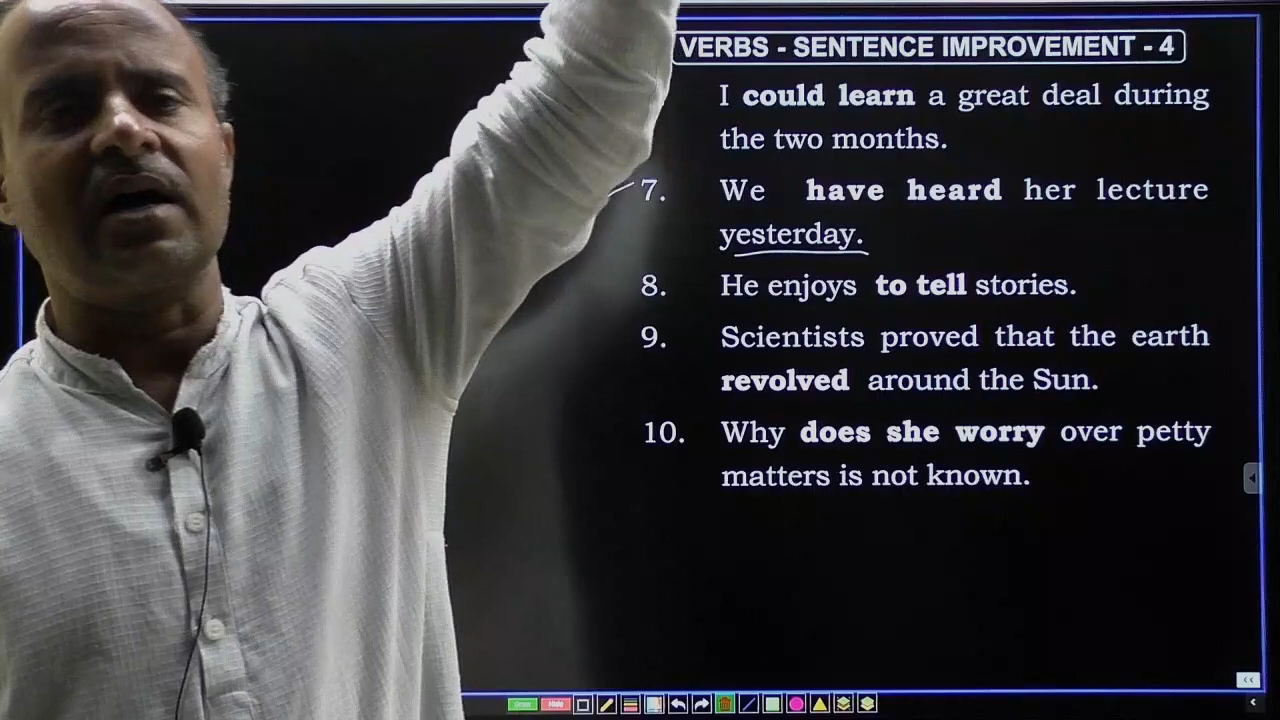 VERBS - SENTENCE IMPROVEMENT - 4
I could learn a great deal during
the two months.
7. We have heard her lecture
yesterday.
8. He enjoys to tell stories.
9. Scientists proved that the earth
revolved around the Sun.
10. Why does she worry over petty
matters is not known.